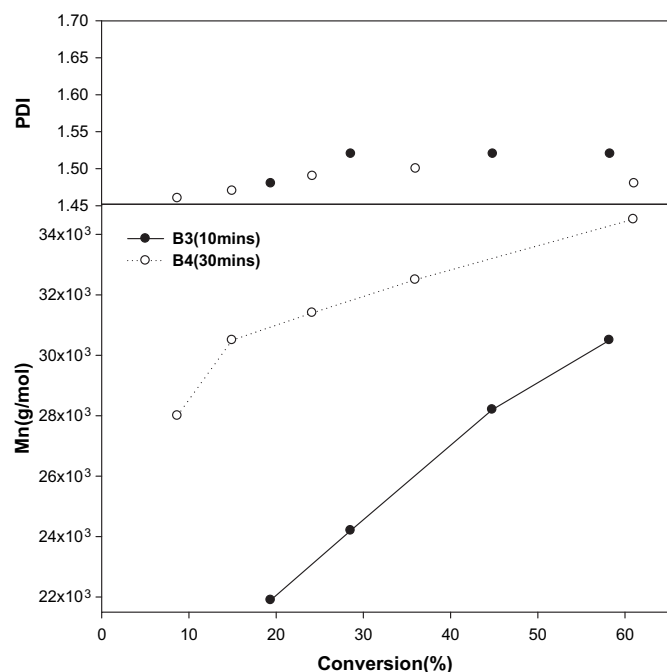 1.70
1.65
1.60
PDI
1.55
1.50
1.45
34x10³
B3(10mins)
B4(30mins)
32x10³
30x10³
Mn(g/mol)
28x10³
26x10³
24x10³
22x10³
0 10 20 30 40 50 60
Conversion(%)